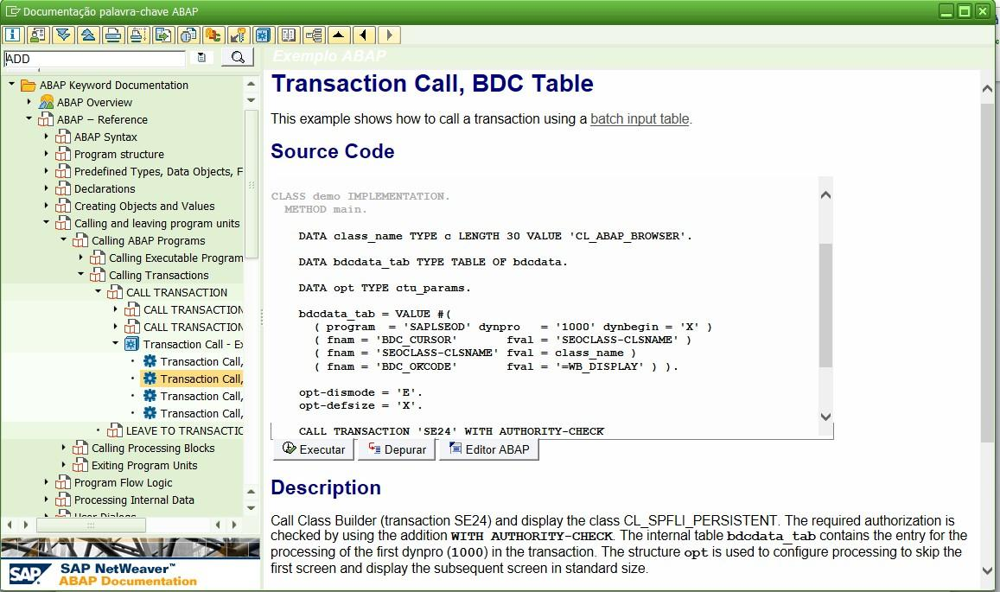 Documentação palavra-chave ABAP
ADD
Exemplo ABAP
ABAP Keyword Documentation
ABAP Overview
ABAP − Reference
ABAP Syntax
Program structure
Predefined Types, Data Objects, F
Declarations
Creating Objects and Values
Calling and leaving program units
Calling ABAP Programs
Calling Executable Program
Calling Transactions
CALL TRANSACTION
CALL TRANSACTION
CALL TRANSACTION
Transaction Call - Ex
Transaction Call,
Transaction Call,
Transaction Call,
Transaction Call,
LEAVE TO TRANSACTIO
Calling Processing Blocks
Exiting Program Units
Program Flow Logic
Processing Internal Data
User Dialogs
SAP
SAP NetWeaver™
ABAP Documentation
Transaction Call, BDC Table
This example shows how to call a transaction using a batch input table.
Source Code
CLASS demo IMPLEMENTATION.
METHOD main.
DATA class_name TYPE c LENGTH 30 VALUE 'CL_ABAP_BROWSER'.
DATA bdcdata_tab TYPE TABLE OF bdcdata.
DATA opt TYPE ctu_params.
bdcdata_tab = VALUE #(
( program  = 'SAPLSEOD' dynpro   = '1000' dynbegin = 'X' )
( fnam = 'BDC_CURSOR'       fval = 'SEOCLASS-CLSNAME' )
( fnam = 'SEOCLASS-CLSNAME' fval = class_name )
( fnam = 'BDC_OKCODE'       fval = '=WB_DISPLAY' ) ).
opt-dismode = 'E'.
opt-defsize = 'X'.
CALL TRANSACTION 'SE24' WITH AUTHORITY-CHECK
Executar Depurar Editor ABAP
Description
Call Class Builder (transaction SE24) and display the class CL_SPFLI_PERSISTENT. The required authorization is
checked by using the addition WITH AUTHORITY-CHECK. The internal table bdcdata_tab contains the entry for the
processing of the first dynpro (1000) in the transaction. The structure opt is used to configure processing to skip the
first screen and display the subsequent screen in standard size.